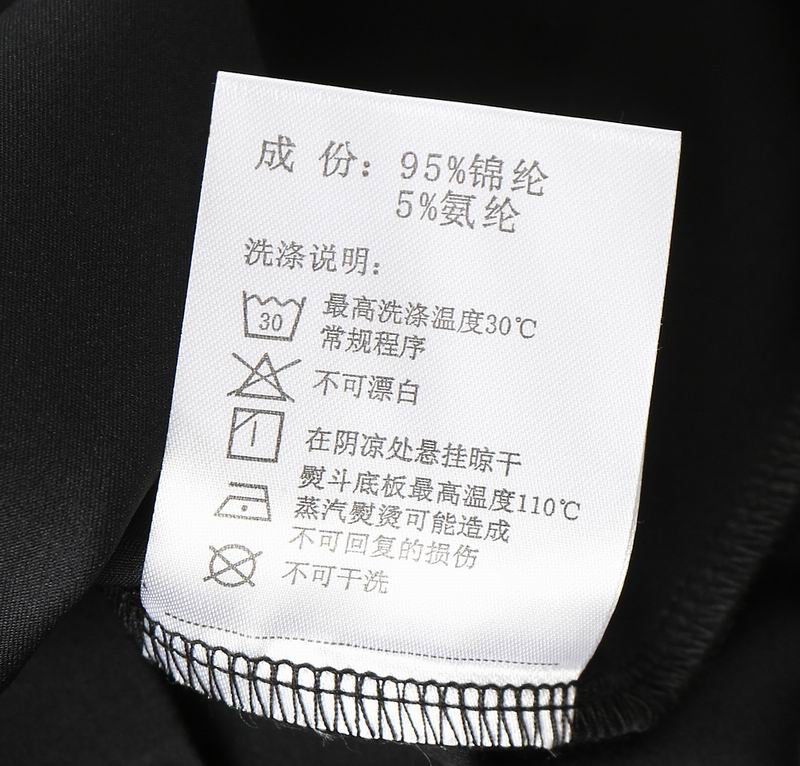 成 份：95%锦纶
5%氨纶
洗涤说明：
30 最高洗涤温度30℃
常规程序
不可漂白
在阴凉处悬挂晾干
熨斗底板最高温度110℃
蒸汽熨烫可能造成
不可回复的损伤
不可干洗